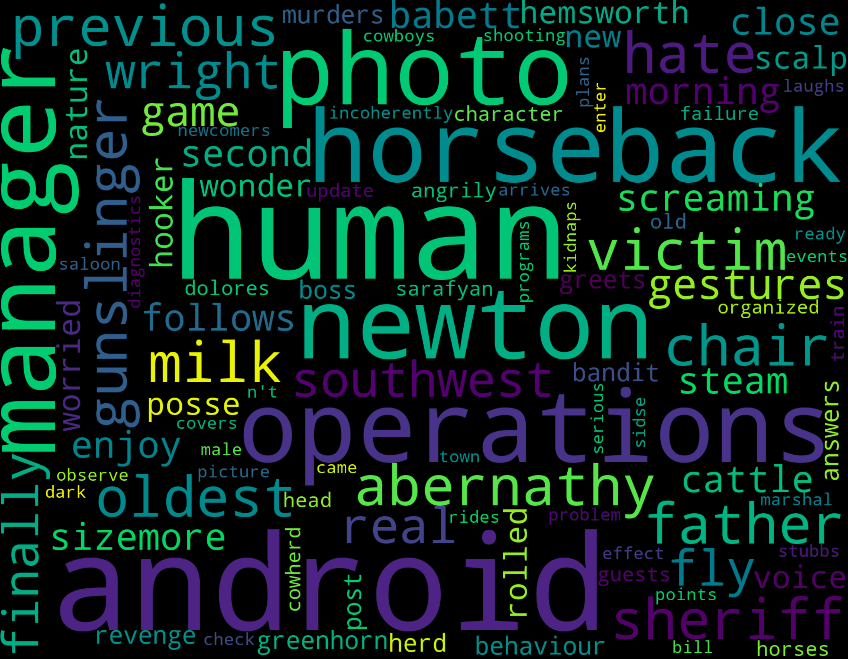 murders babett hemsworth close
previous cowboys shooting new
hate scalp
wright photo plans enter morning laughs
nature game incoherently character failure
newcomers horseback
manager gunslinger second
wonder update angrily arrives screaming
hooker human old
kidnaps victim ready
saloon diagnostics programs events
dolores boss sarafyan greets gestures
organized
worried follows newton chair train
milk southwest bandit steam
posse n't serious sidse
covers operations answers
enjoy male town
observe picture came abernathy cattle
dark oldest head marshal
finally sizemore real rides rolled problem father
cowherd android effect stubbs
post guests fly voice
points sheriff
revenge check greenhorn herd behaviour bill horses